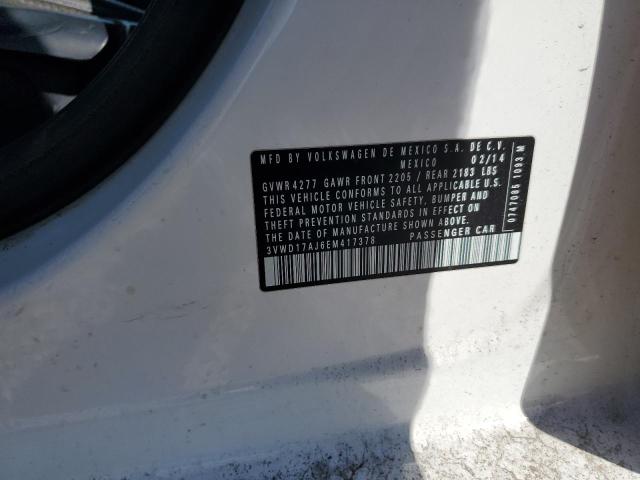 MFD BY VOLKSWAGEN DE MEXICO S.A. DE C.V.
MEXICO 02/14
GVWR 4277 GAWR FRONT 2205 / REAR 2183 LBS
THIS VEHICLE CONFORMS TO ALL APPLICABLE U.S.
FEDERAL MOTOR VEHICLE SAFETY, BUMPER AND
THEFT PREVENTION STANDARDS IN EFFECT ON
THE DATE OF MANUFACTURE SHOWN ABOVE.
3VWD17AJ6EM417378 PASSENGER CAR
0747085 1093 M